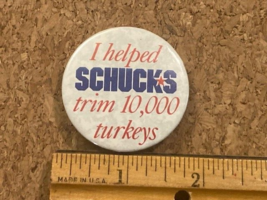 I helped
SCHUCKS
trim 10,000
turkeys
MADE IN U.S.A.
1
2